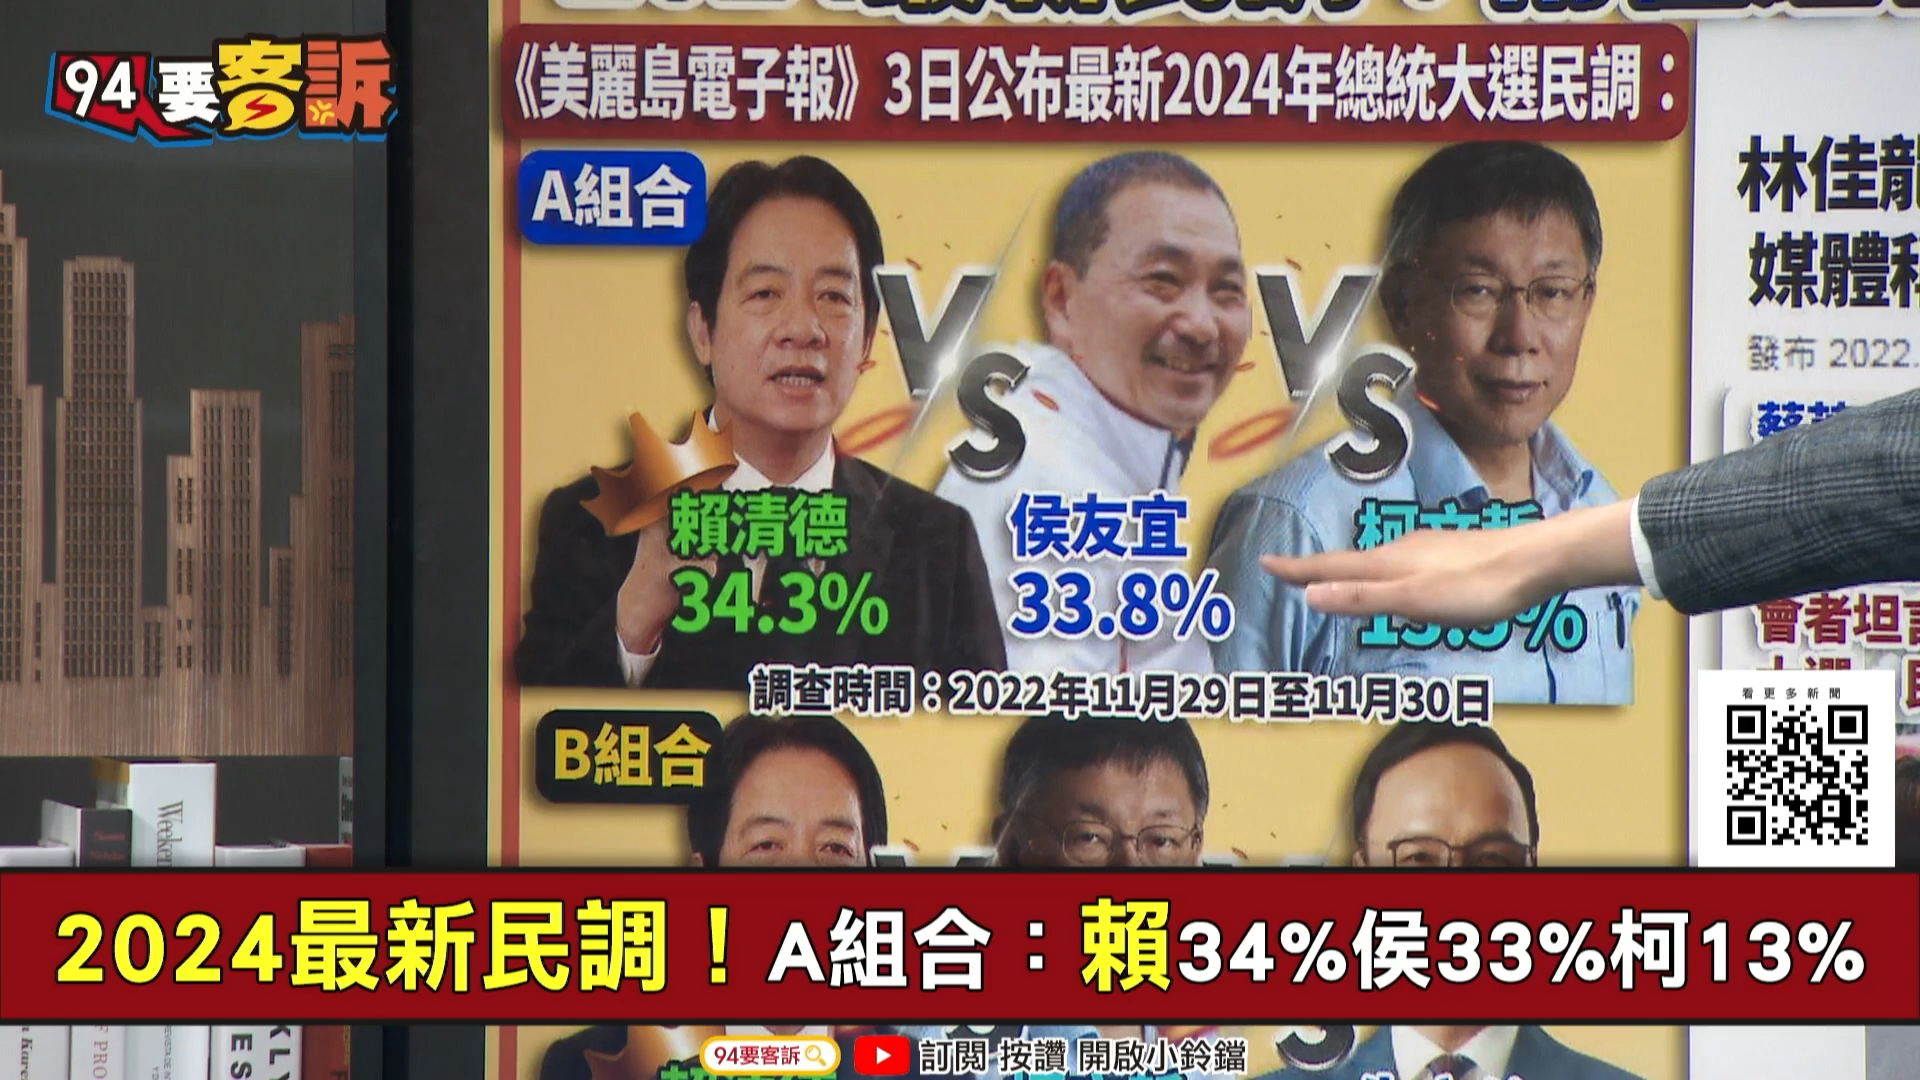 94要客訴
《美麗島電子報》3日公布最新2024年總統大選民調：
A組合
VS
VS
賴清德
34.3%
侯友宜
33.8%
調查時間：2022年11月29日至11月30日
B組合
林佳龍
媒體
發布 2022.
會者坦
看更多新聞
Weeken
2024最新民調！A組合：賴34%侯33%柯13%
94要客訴
訂閱 按讚 開啟小鈴鐺